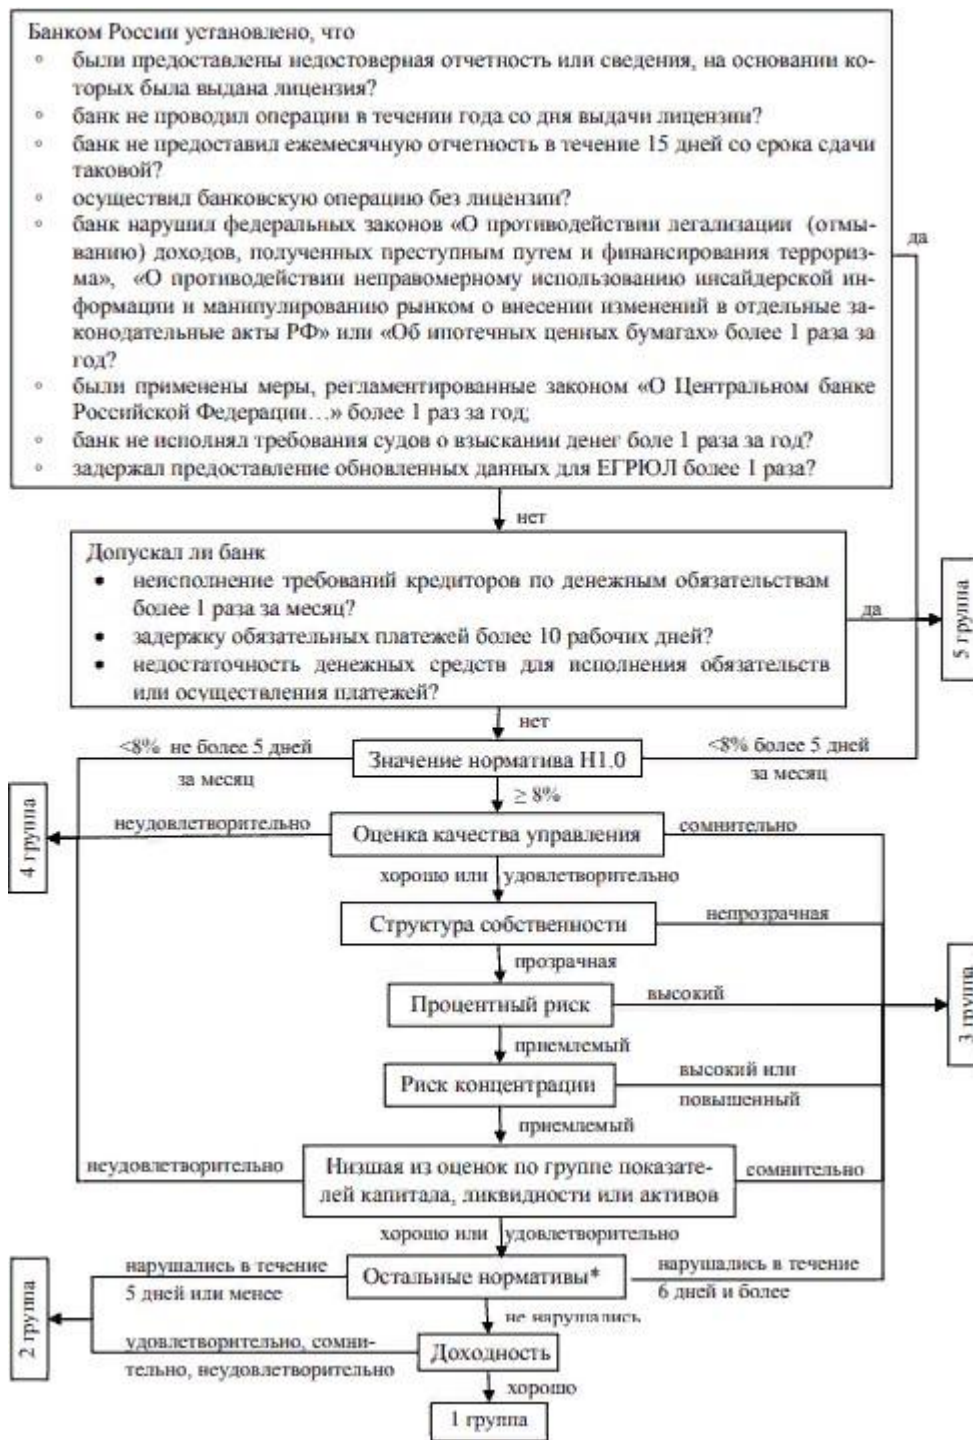 Банком России установлено, что
были предоставлены недостоверная отчетность или сведения, на основании ко-
торых была выдана лицензия?
банк не проводил операции в течении года со дня выдачи лицензии?
банк не предоставил ежемесячную отчетность в течение 15 дней со срока сдачи
таковой?
осуществил банковскую операцию без лицензии?
банк нарушил федеральных законов «О противодействии легализации (отмы-
ванию) доходов, полученных преступным путем и финансирования террориз-
ма», «О противодействии неправомерному использованию инсайдерской ин-
формации и манипулированию рынком о внесении изменений в отдельные за-
конодательные акты РФ» или «Об ипотечных ценных бумагах» более 1 раза за
год?
были применены меры, регламентированные законом «О Центральном банке
Российской Федерации…» более 1 раз за год;
банк не исполнял требования судов о взыскании денег боле 1 раза за год?
задержал предоставление обновленных данных для ЕГРЮЛ более 1 раза?
да
нет
Допускал ли банк
неисполнение требований кредиторов по денежным обязательствам
более 1 раза за месяц?
задержку обязательных платежей более 10 рабочих дней?
недостаточность денежных средств для исполнения обязательств
или осуществления платежей?
да
5 группа
нет
<8% не более 5 дней
за месяц
Значение норматива Н1.0
<8% более 5 дней
за месяц
≥ 8%
4 группа
неудовлетворительно
Оценка качества управления
сомнительно
хорошо или удовлетворительно
Структура собственности
непрозрачная
прозрачная
Процентный риск
высокий
3 группа
приемлемый
Риск концентрации
высокий или
повышенный
приемлемый
неудовлетворительно
Низшая из оценок по группе показате-
лей капитала, ликвидности или активов
сомнительно
хорошо или удовлетворительно
нарушались в течение
5 дней или менее
Остальные нормативы*
нарушались в течение
6 дней и более
2 группа
не нарушались
удовлетворительно, сомни-
тельно, неудовлетворительно
Доходность
хорошо
1 группа